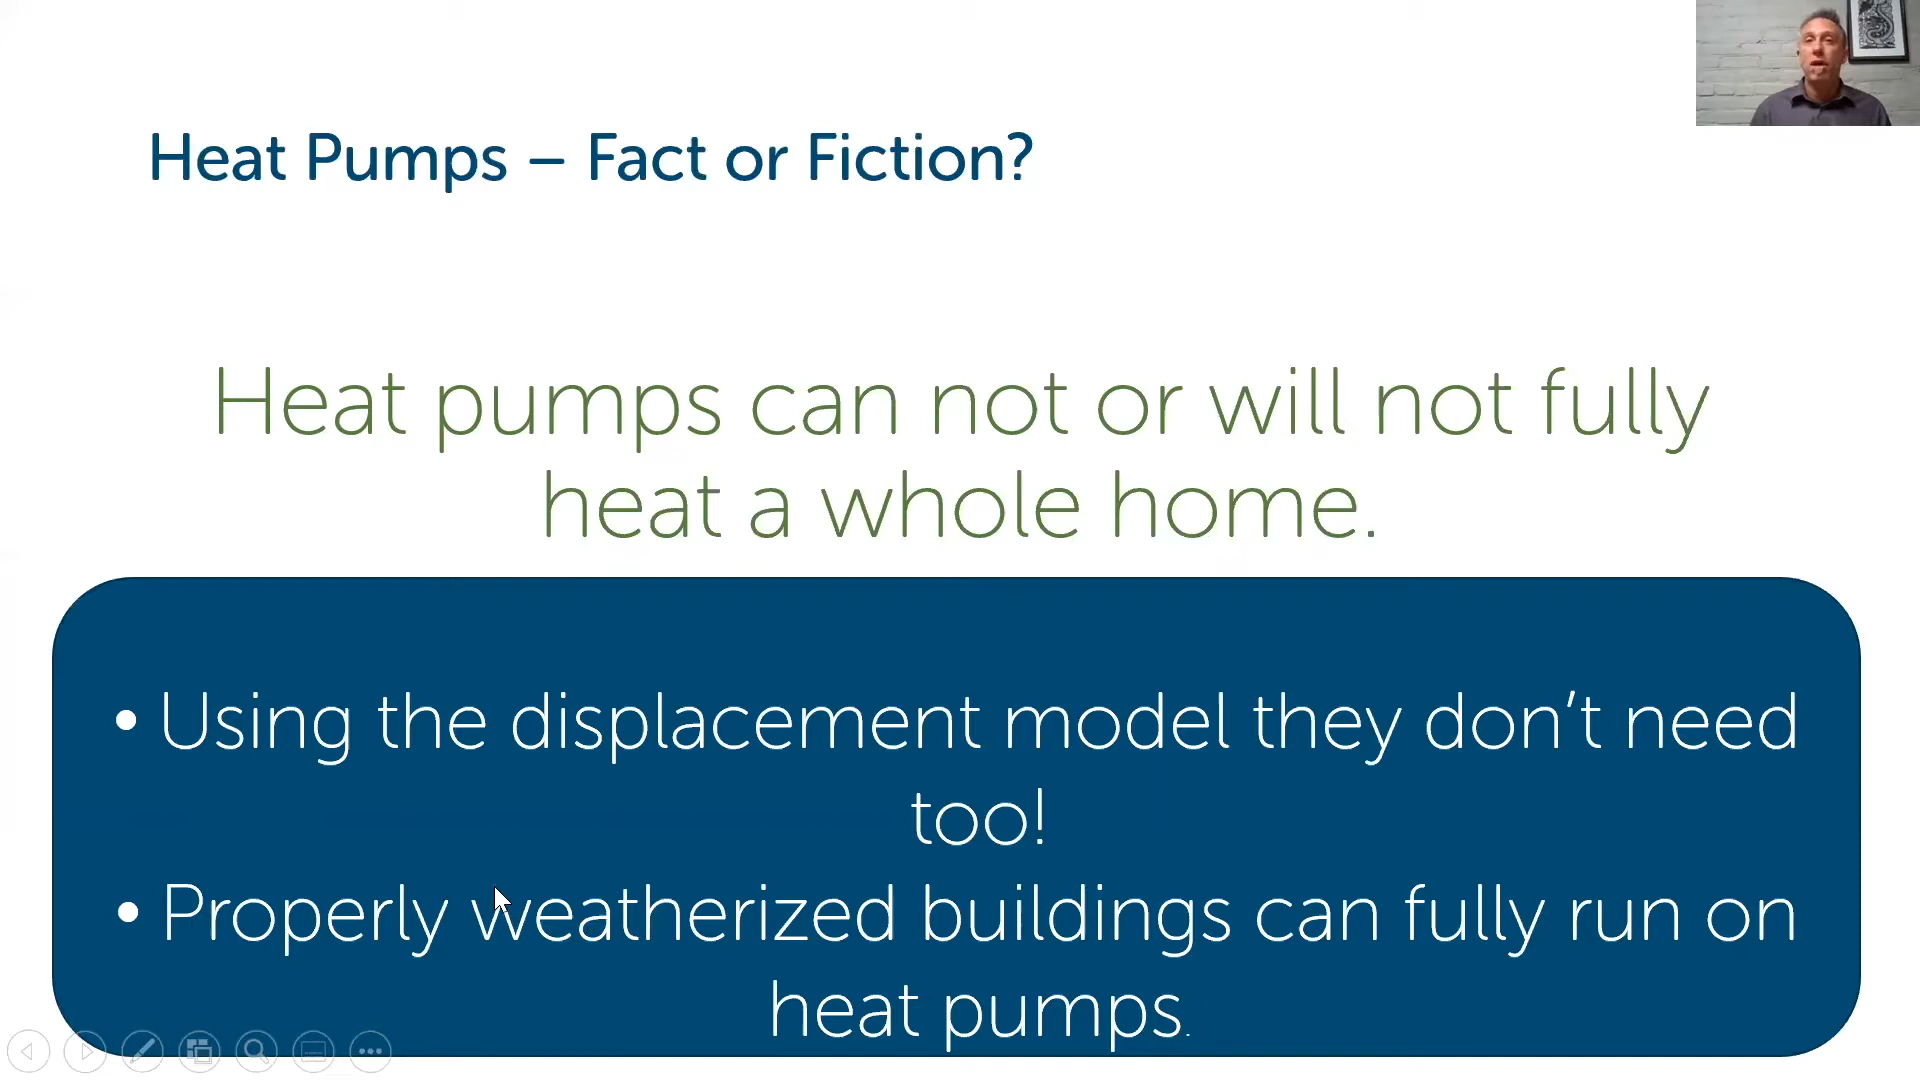 Heat Pumps – Fact or Fiction?
Heat pumps can not or will not fully
heat a whole home.
• Using the displacement model they don’t need
too!
• Properly weatherized buildings can fully run on
heat pumps.